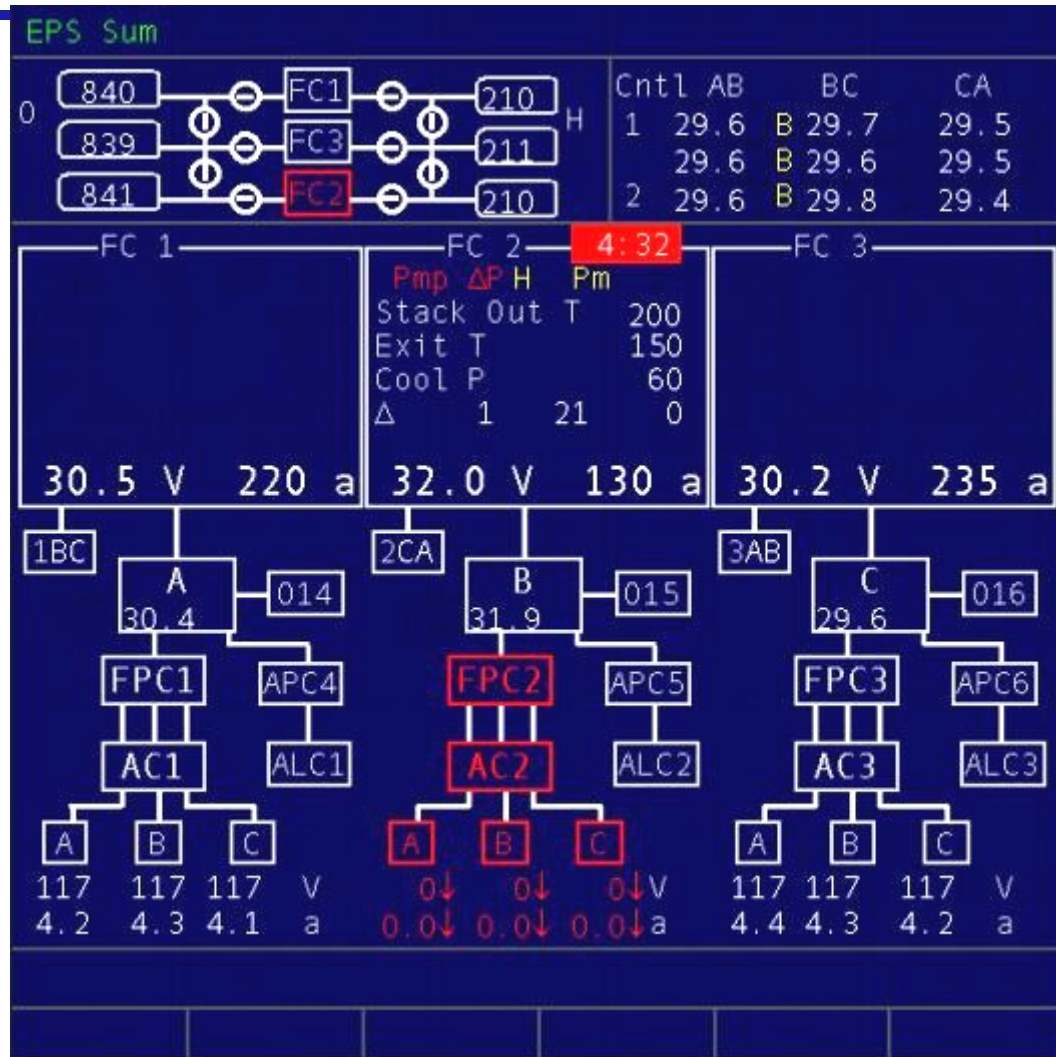 EPS Sum
840 FC1 210 Cntl AB BC CA
0 H 1 29.6 B 29.7 29.5
839 FC3 211 29.6 B 29.6 29.5
841 FC2 210 2 29.6 B 29.8 29.4
FC 1 FC 2 4:32 FC 3
Pmp ΔP H Pm
Stack Out T 200
Exit T 150
Cool P 60
Δ 1 21 0
30.5 V 220 a 32.0 V 130 a 30.2 V 235 a
1BC 2CA 3AB
A 014 B 015 C 016
30.4 31.9 29.6
FPC1 APC4 FPC2 APC5 FPC3 APC6
AC1 ALC1 AC2 ALC2 AC3 ALC3
A B C A B C A B C
117 117 117 V 0↓ 0↓ 0↓ V 117 117 117 V
4.2 4.3 4.1 a 0.0↓ 0.0↓ 0.0↓ a 4.4 4.3 4.2 a